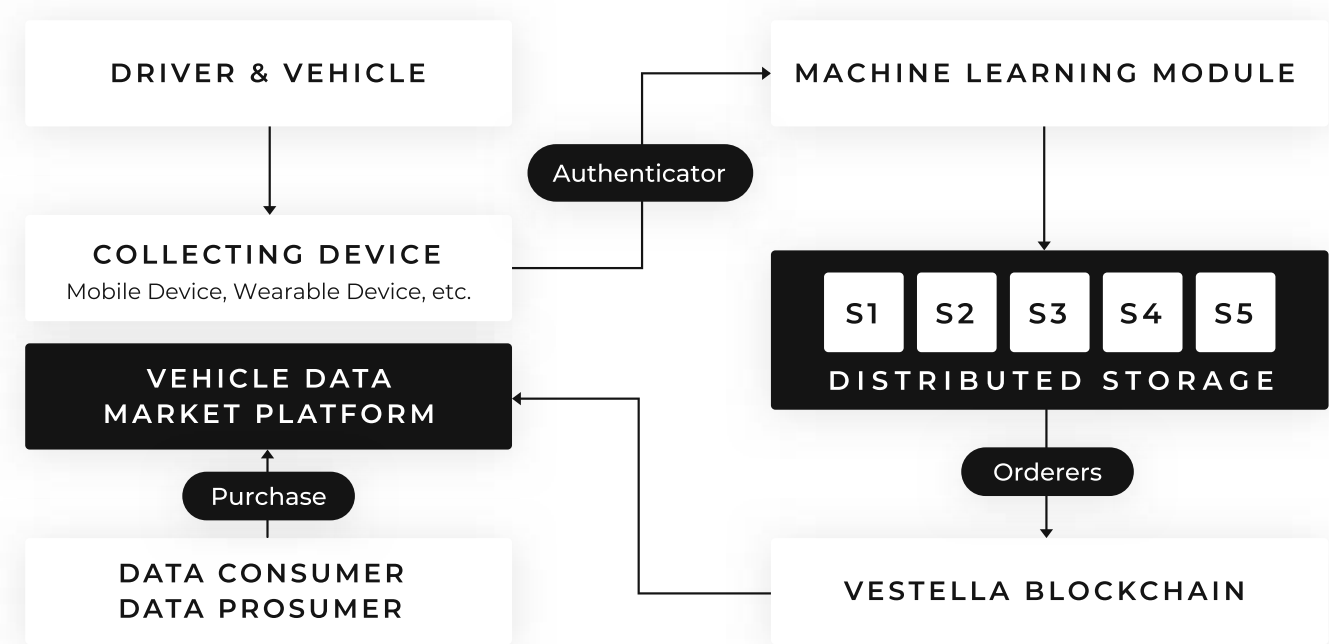 DRIVER & VEHICLE
MACHINE LEARNING MODULE
Authenticator
COLLECTING DEVICE
Mobile Device, Wearable Device, etc.
S1 S2 S3 S4 S5
DISTRIBUTED STORAGE
VEHICLE DATA
MARKET PLATFORM
Orderers
Purchase
DATA CONSUMER
DATA PROSUMER
VESTELLA BLOCKCHAIN